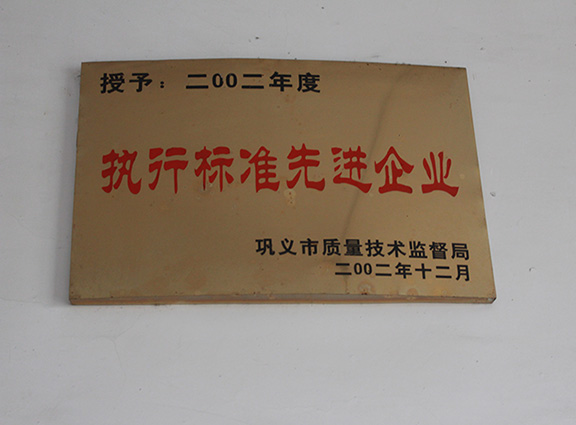 授予：二00二年度
执行标准先进企业
巩义市质量技术监督局
二00二年十二月